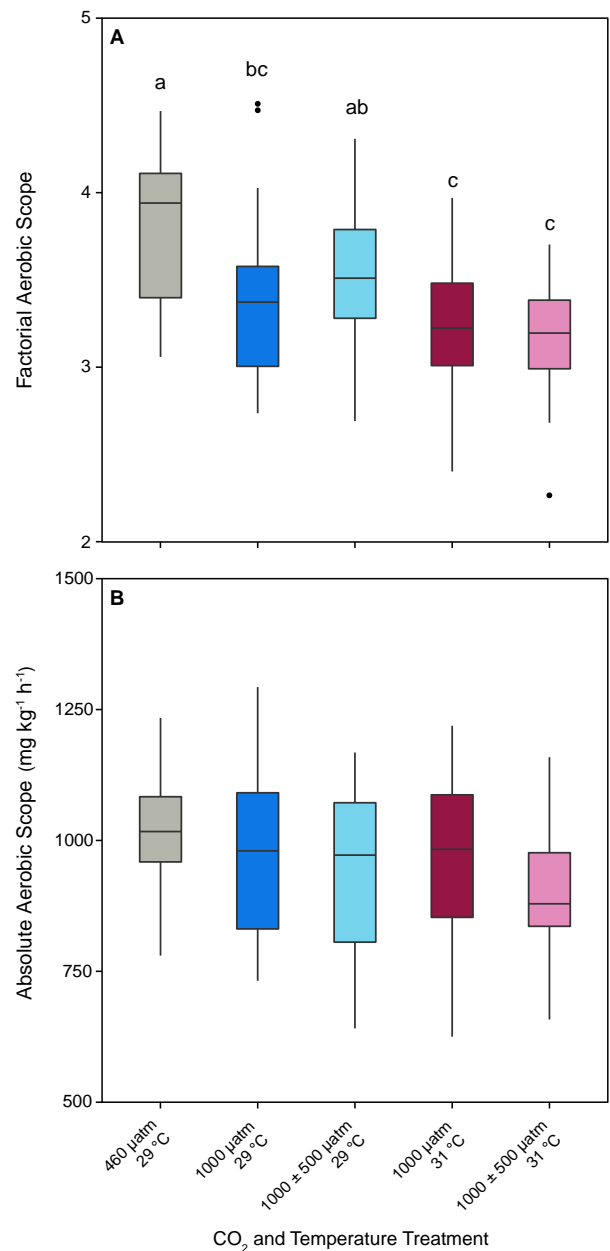 A
a
bc
ab
c
c
5
4
3
2
Factorial Aerobic Scope
B
1500
1250
1000
750
500
Absolute Aerobic Scope (mg kg⁻¹ h⁻¹)
460 µatm
29 °C
1000 µatm
29 °C
1000 ± 500 µatm
29 °C
1000 µatm
31 °C
1000 ± 500 µatm
31 °C
CO₂ and Temperature Treatment